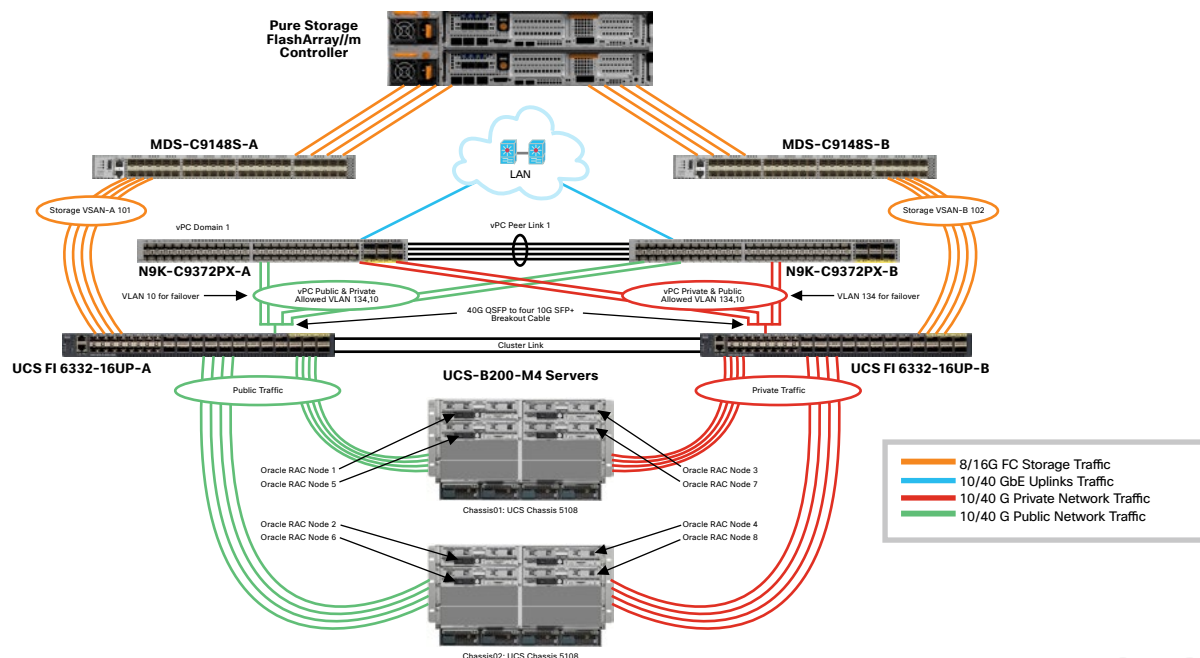 Pure Storage
FlashArray//m
Controller
MDS-C9148S-A
MDS-C9148S-B
LAN
Storage VSAN-A 101
Storage VSAN-B 102
vPC Domain 1
vPC Peer Link 1
N9K-C9372PX-A
N9K-C9372PX-B
VLAN 10 for failover
vPC Public & Private
Allowed VLAN 134,10
vPC Private & Public
Allowed VLAN 134,10
VLAN 134 for failover
40G QSFP to four 10G SFP+
Breakout Cable
Cluster Link
UCS FI 6332-16UP-A
UCS-B200-M4 Servers
UCS FI 6332-16UP-B
Public Traffic
Private Traffic
Oracle RAC Node 1
Oracle RAC Node 5
Oracle RAC Node 3
Oracle RAC Node 7
Chassis01: UCS Chassis 5108
8/16G FC Storage Traffic
10/40 GbE Uplinks Traffic
10/40 G Private Network Traffic
10/40 G Public Network Traffic
Oracle RAC Node 2
Oracle RAC Node 6
Oracle RAC Node 4
Oracle RAC Node 8
Chassis02: UCS Chassis 5108